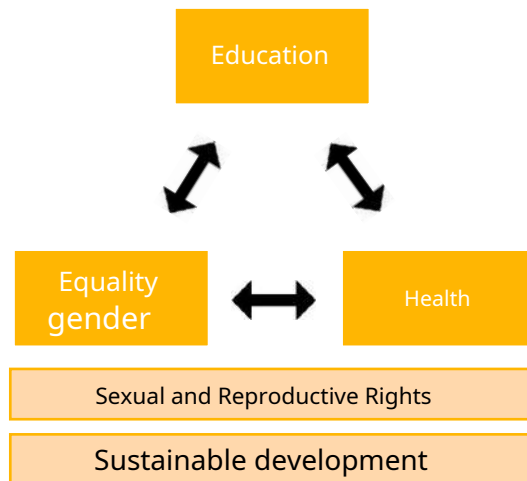 Education
Equality
gender
Health
Sexual and Reproductive Rights
Sustainable development